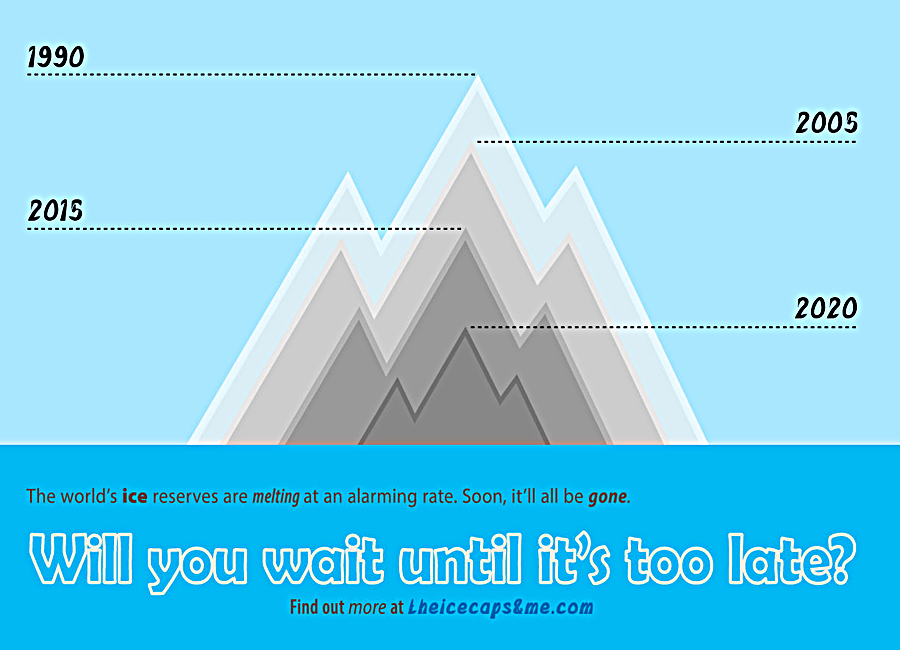 1990
2005
2015
2020
The world's ice reserves are melting at an alarming rate. Soon, it'll all be gone.
Will you wait until it's too late?
Find out more at theicecaps&me.com